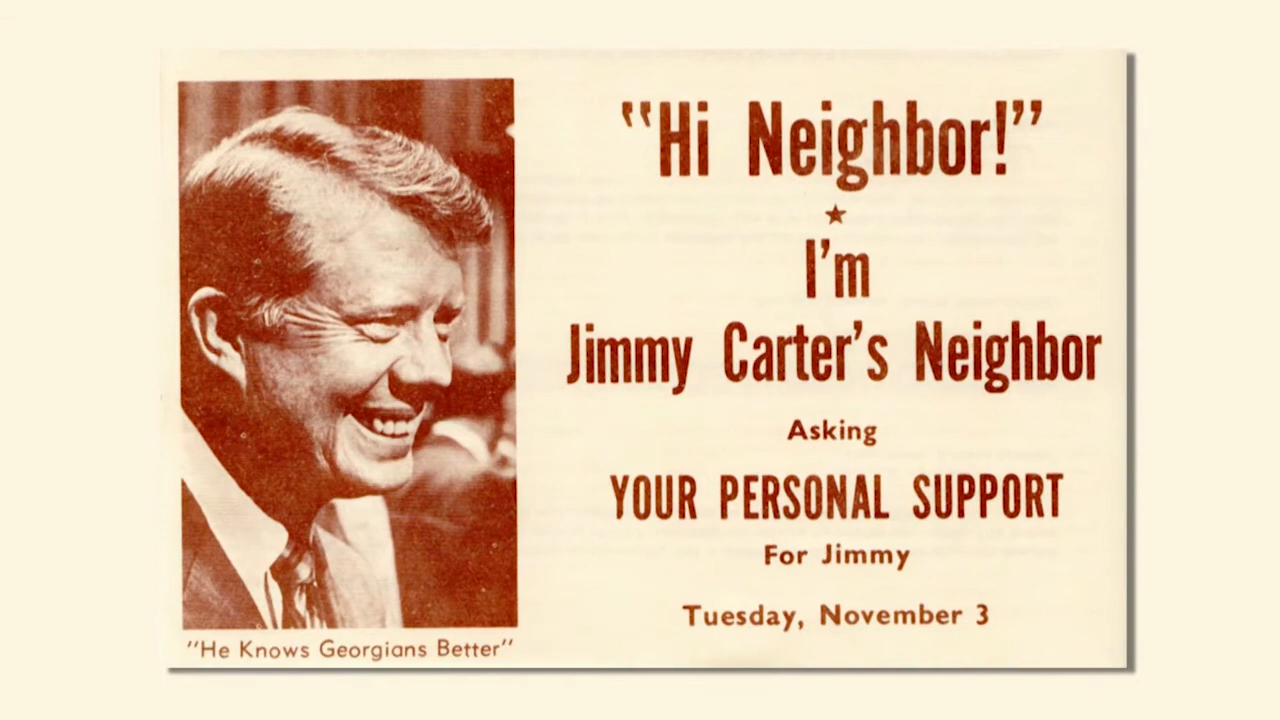 "Hi Neighbor!"
I'm
Jimmy Carter's Neighbor
Asking
YOUR PERSONAL SUPPORT
For Jimmy
Tuesday, November 3
"He Knows Georgians Better"